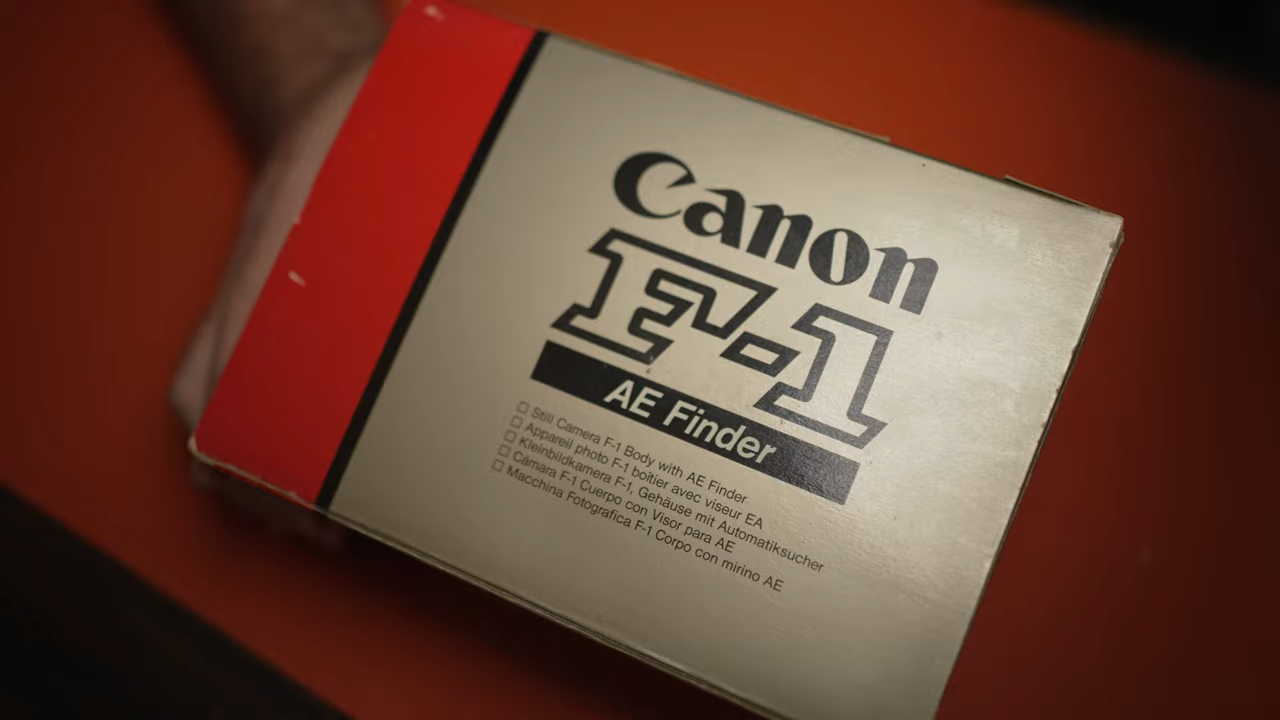 Canon
F-1
AE Finder
☐ Still Camera F-1 Body with AE Finder
☐ Appareil photo F-1 boîtier avec viseur EA
☐ Kleinbildkamera F-1, Gehäuse mit Automatiksucher
☐ Cámara F-1 Cuerpo con Visor para AE
☐ Macchina Fotografica F-1 Corpo con mirino AE